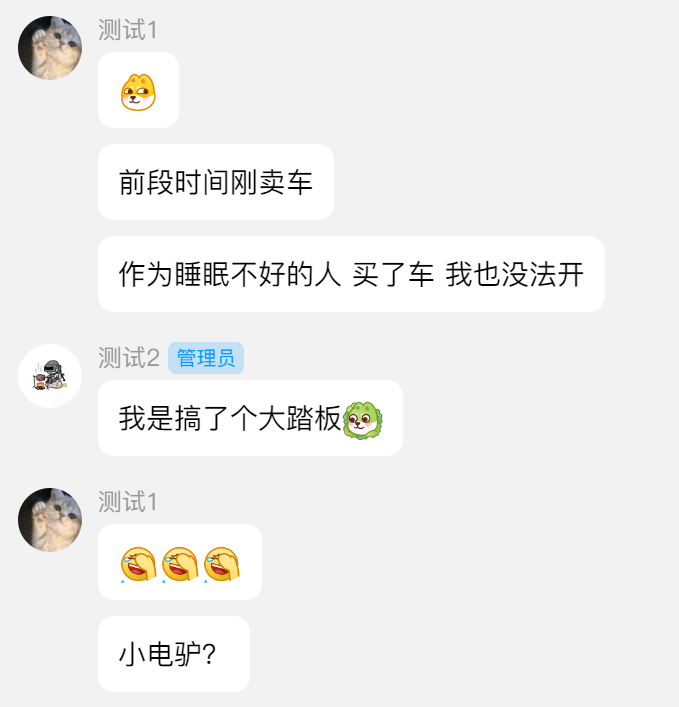 测试1
前段时间刚卖车
作为睡眠不好的人 买了车 我也没法开
测试2 管理员
我是搞了个大踏板
测试1
小电驴?